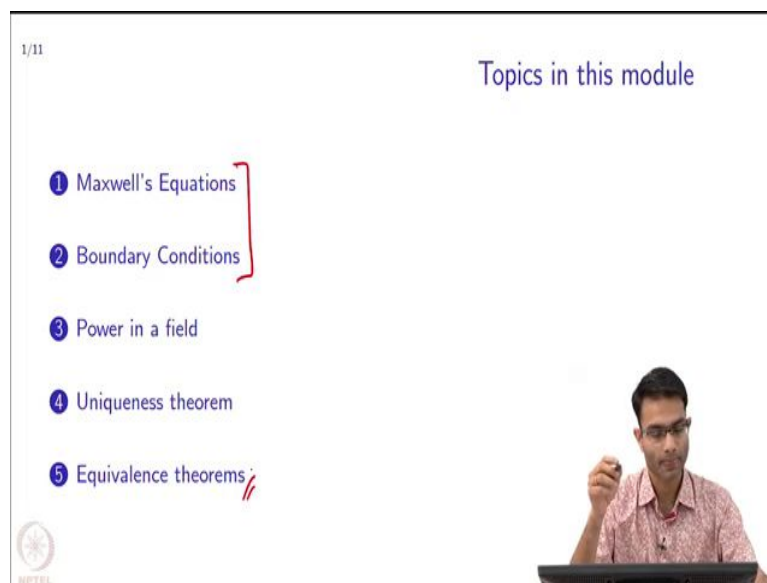 1/11
Topics in this module
1 Maxwell's Equations
2 Boundary Conditions
3 Power in a field
4 Uniqueness theorem
5 Equivalence theorems
NPTEL